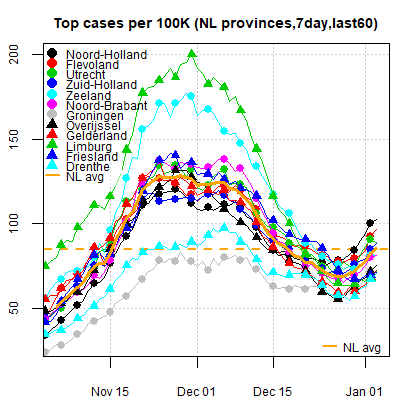 Top cases per 100K (NL provinces,7day,last60)
200
150
100
50
Noord-Holland
Flevoland
Utrecht
Zuid-Holland
Zeeland
Noord-Brabant
Groningen
Overijssel
Gelderland
Limburg
Friesland
Drenthe
NL avg
NL avg
Nov 15
Dec 01
Dec 15
Jan 01